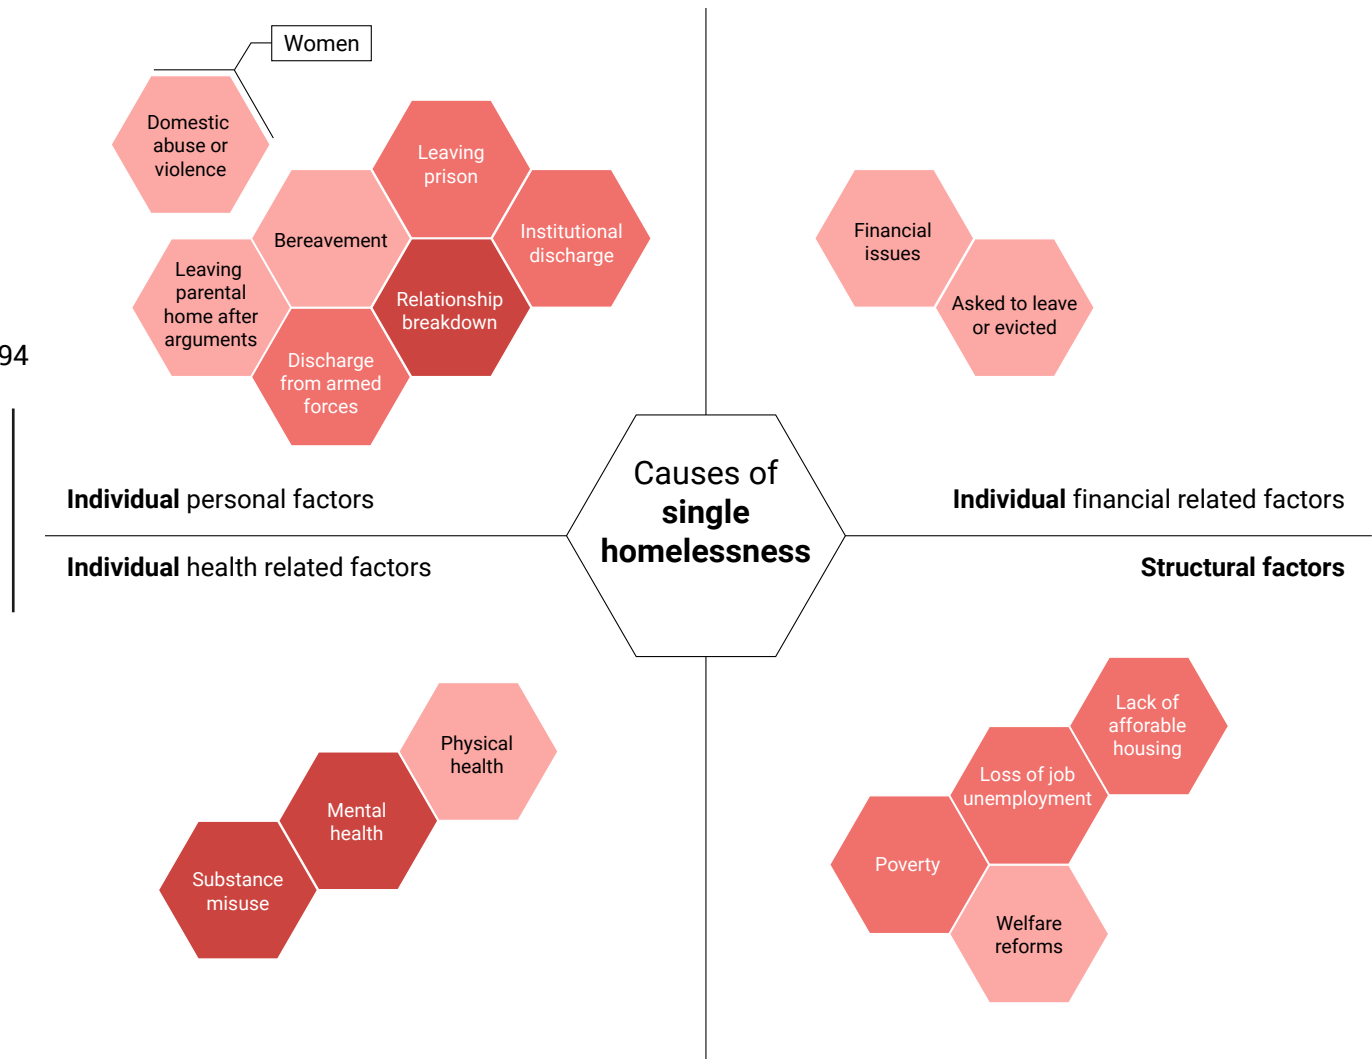 Women
Domestic
abuse or
violence
Leaving
prison
Bereavement
Institutional
discharge
Leaving
parental
home after
arguments
Relationship
breakdown
Discharge
from armed
forces
Financial
issues
Asked to leave
or evicted
94
Causes of
single
homelessness
Individual personal factors
Individual financial related factors
Individual health related factors
Structural factors
Physical
health
Mental
health
Substance
misuse
Lack of
afforable
housing
Loss of job
unemployment
Poverty
Welfare
reforms